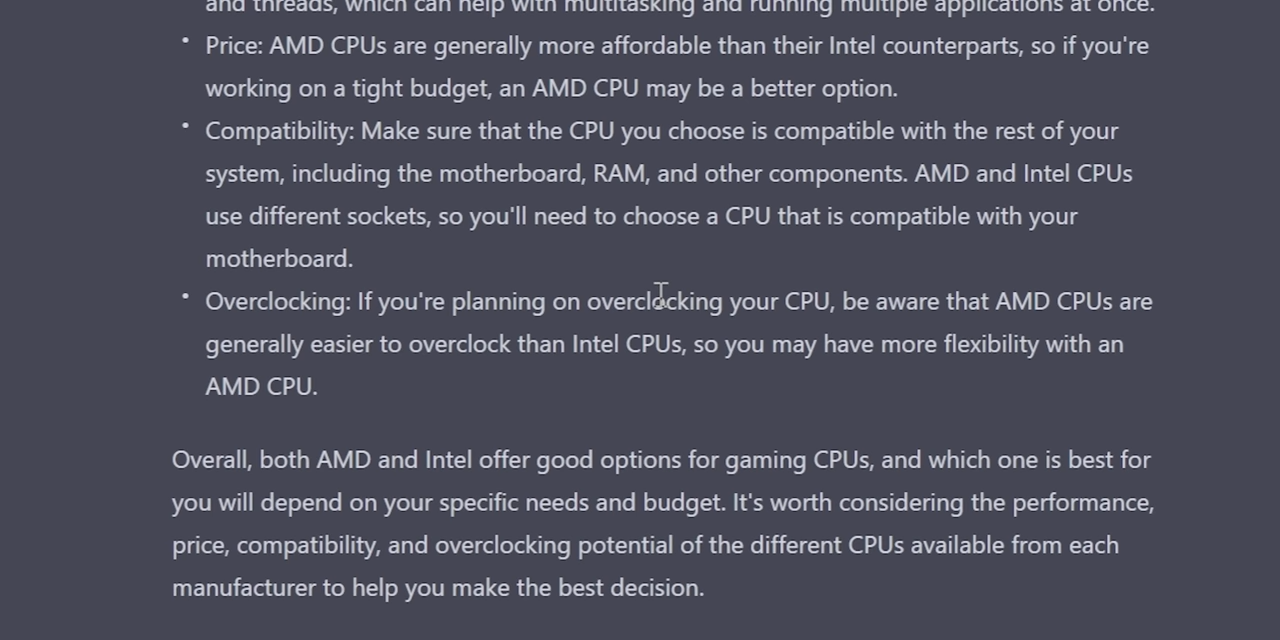 and threads, which can help with multitasking and running multiple applications at once.
• Price: AMD CPUs are generally more affordable than their Intel counterparts, so if you're
working on a tight budget, an AMD CPU may be a better option.
• Compatibility: Make sure that the CPU you choose is compatible with the rest of your
system, including the motherboard, RAM, and other components. AMD and Intel CPUs
use different sockets, so you'll need to choose a CPU that is compatible with your
motherboard.
• Overclocking: If you're planning on overclocking your CPU, be aware that AMD CPUs are
generally easier to overclock than Intel CPUs, so you may have more flexibility with an
AMD CPU.
Overall, both AMD and Intel offer good options for gaming CPUs, and which one is best for
you will depend on your specific needs and budget. It's worth considering the performance,
price, compatibility, and overclocking potential of the different CPUs available from each
manufacturer to help you make the best decision.